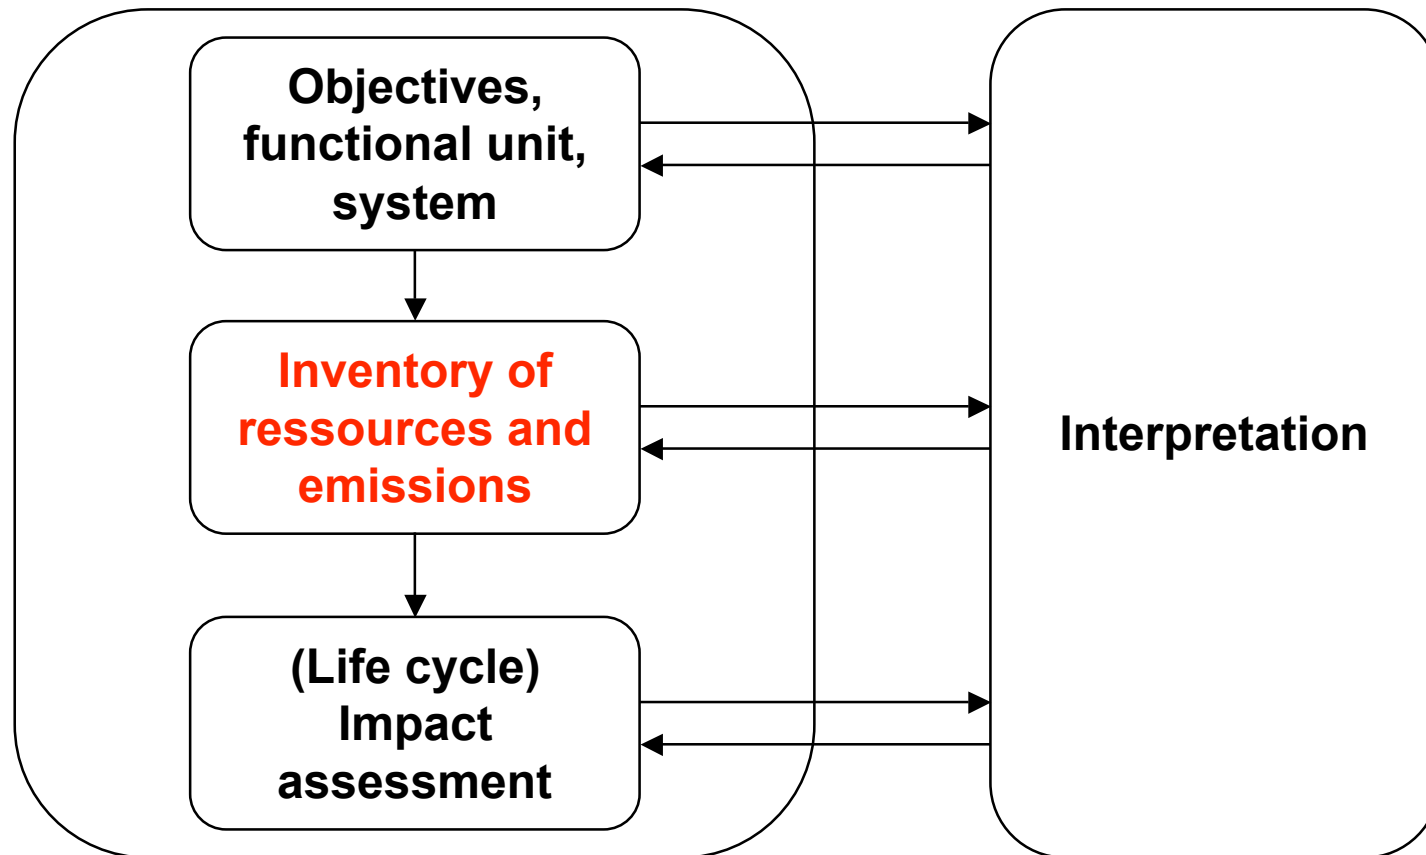 Objectives,
functional unit,
system
Inventory of
ressources and
emissions
(Life cycle)
Impact
assessment
Interpretation